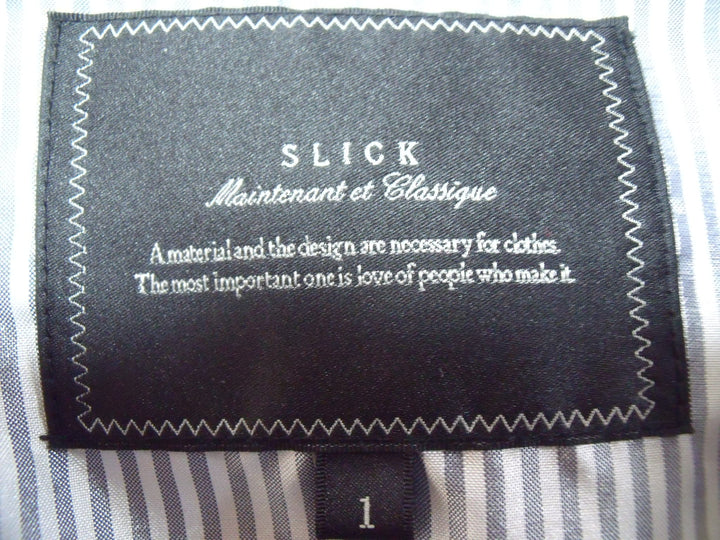 SLICK
Maintenant et Classique
A material and the design are necessary for clothes.
The most important one is love of people who make it.
1